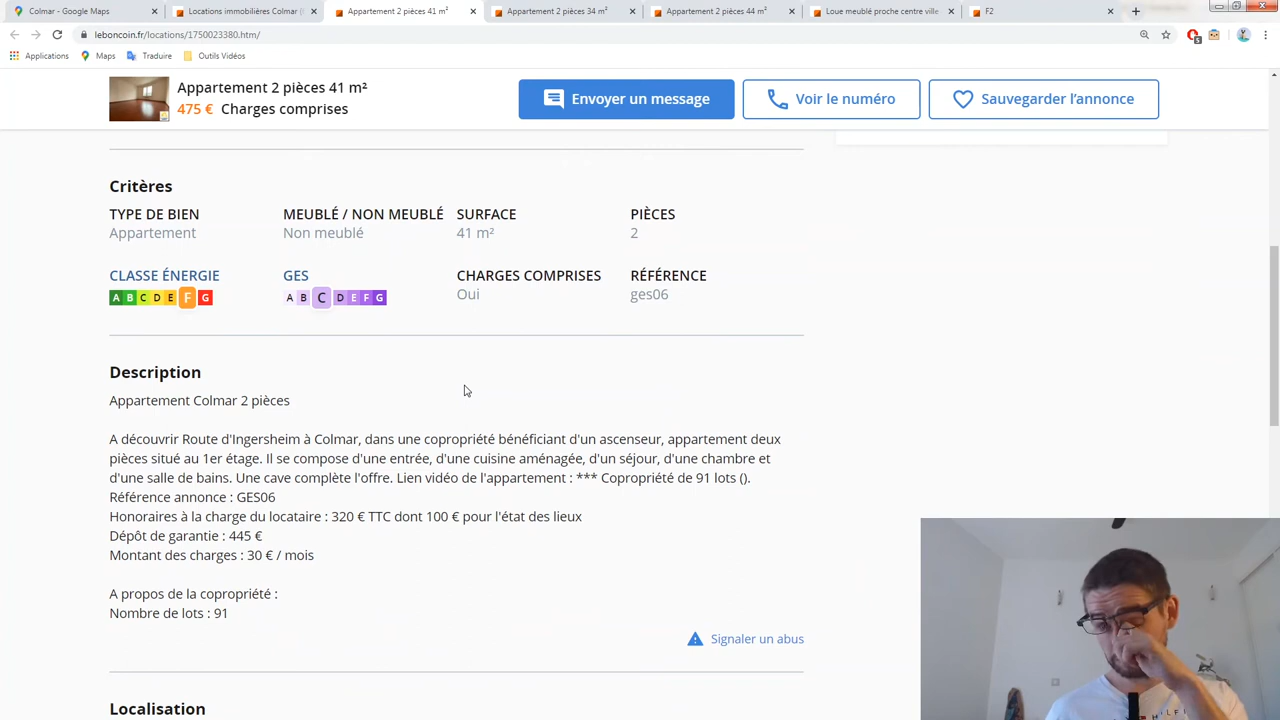 Colmar - Google Maps
Locations immobilières Colmar (
Appartement 2 pièces 41 m²
Appartement 2 pièces 34 m²
Appartement 2 pièces 44 m²
Loue meublé proche centre ville
F2
leboncoin.fr/locations/1750023380.htm/
5
Applications
Maps
Traduire
Outils Vidéos
Appartement 2 pièces 41 m²
475 € Charges comprises
Envoyer un message
Voir le numéro
Sauvegarder l'annonce
Critères
TYPE DE BIEN MEUBLÉ / NON MEUBLÉ SURFACE PIÈCES
Appartement Non meublé 41 m² 2
CLASSE ÉNERGIE GES CHARGES COMPRISES RÉFÉRENCE
A B C D E F G A B C D E F G Oui ges06
Description
Appartement Colmar 2 pièces
A découvrir Route d'Ingersheim à Colmar, dans une copropriété bénéficiant d'un ascenseur, appartement deux
pièces situé au 1er étage. Il se compose d'une entrée, d'une cuisine aménagée, d'un séjour, d'une chambre et
d'une salle de bains. Une cave complète l'offre. Lien vidéo de l'appartement : *** Copropriété de 91 lots ().
Référence annonce : GES06
Honoraires à la charge du locataire : 320 € TTC dont 100 € pour l'état des lieux
Dépôt de garantie : 445 €
Montant des charges : 30 € / mois
A propos de la copropriété :
Nombre de lots : 91
Signaler un abus
Localisation
HILFI